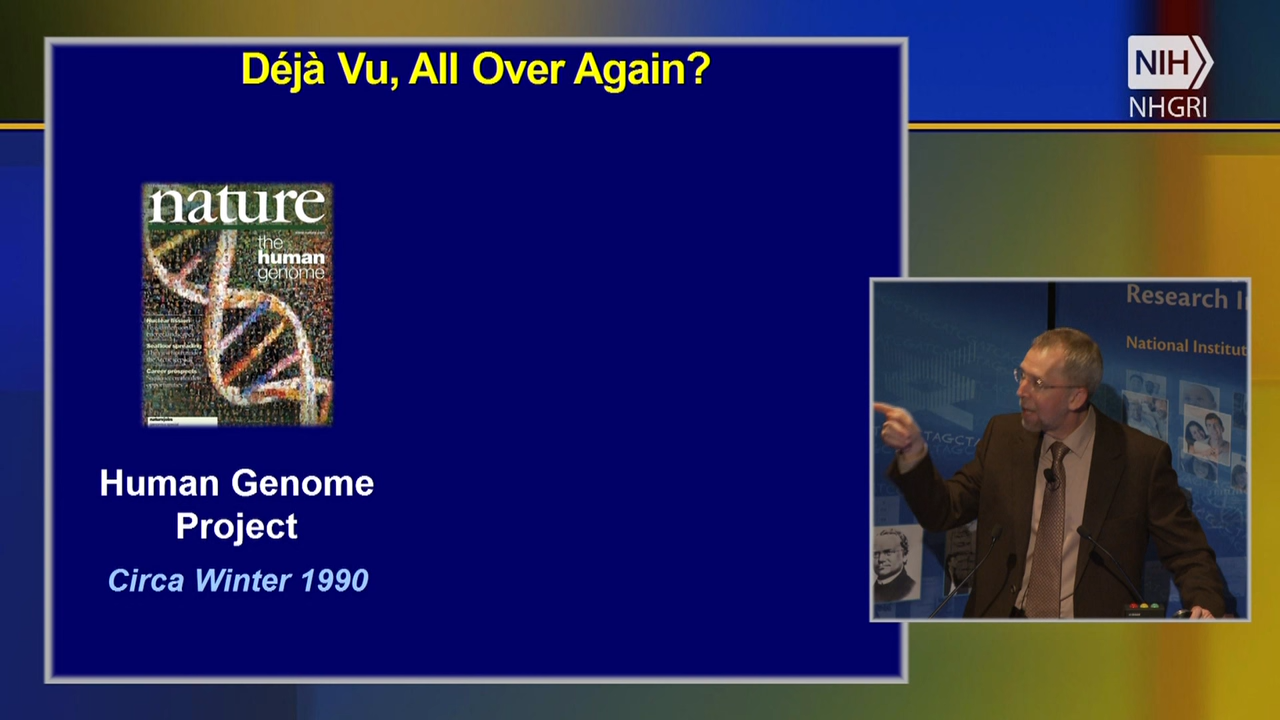 Déjà Vu, All Over Again?
NIH
NHGRI
nature
the
human
genome
Human Genome
Project
Circa Winter 1990
Research
National Institut
TAGCTA